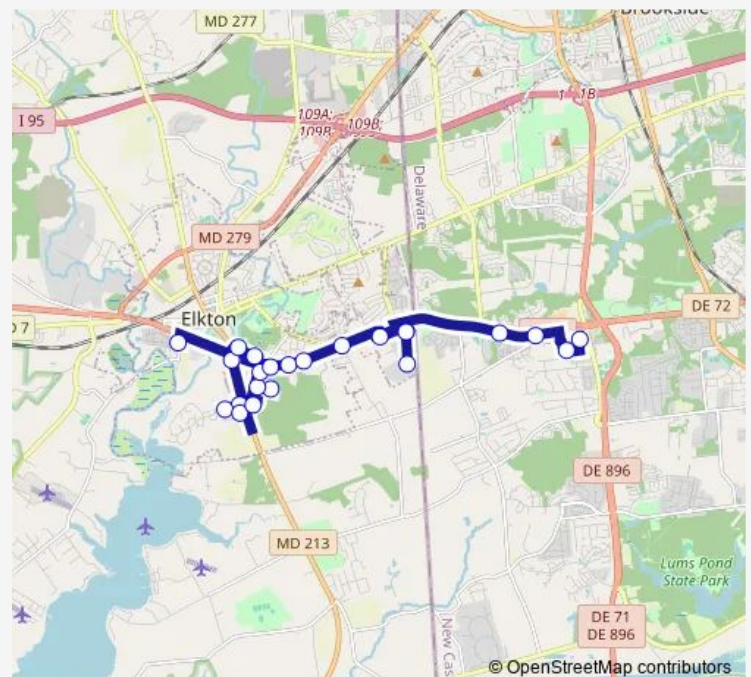 MD 277
Brookside
1
1B
I 95
109A;
109B;
109B;
Delaware
MD 279
Elkton
7
DE 72
DE 896
MD 213
Lums Pond
State Park
DE 71
DE 896
New Cas
© OpenStreetMap contributors